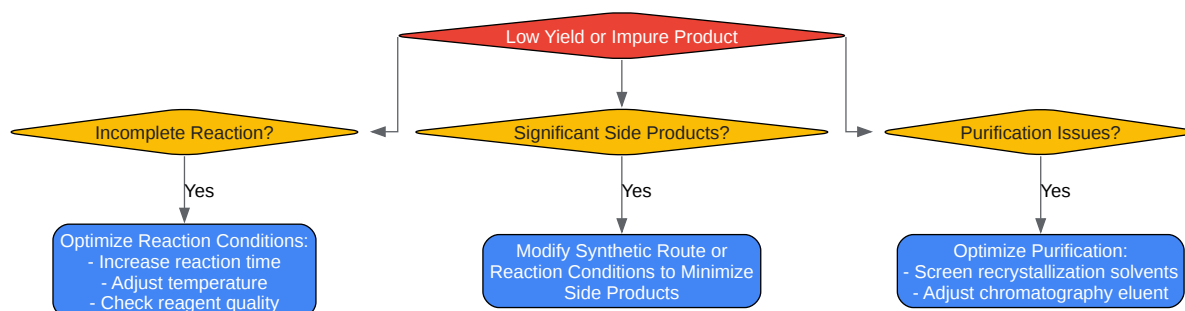 Low Yield or Impure Product
Incomplete Reaction?
Significant Side Products?
Purification Issues?
Yes
Yes
Yes
Optimize Reaction Conditions:
- Increase reaction time
- Adjust temperature
- Check reagent quality
Modify Synthetic Route or
Reaction Conditions to Minimize
Side Products
Optimize Purification:
- Screen recrystallization solvents
- Adjust chromatography eluent